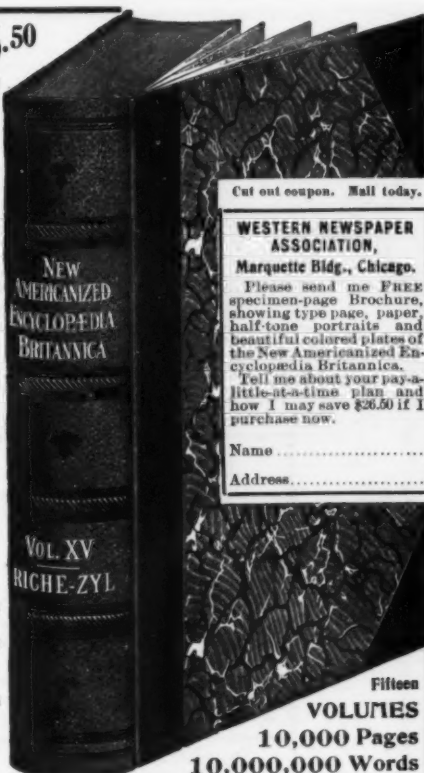 .50
NEW
AMERICANIZED
ENCYCLOPÆDIA
BRITANNICA
VOL. XV
RICHE-ZYL
Cut out coupon. Mail today.
WESTERN NEWSPAPER
ASSOCIATION,
Marquette Bldg., Chicago.
Please send me FREE
specimen-page Brochure,
showing type page, paper,
half-tone portraits and
beautiful colored plates of
the New Americanized En-
cyclopædia Britannica.
Tell me about your pay-a-
little-at-a-time plan and
how I may save $26.50 if I
purchase now.
Name ........................
Address.....................
Fifteen
VOLUMES
10,000 Pages
10,000,000 Words